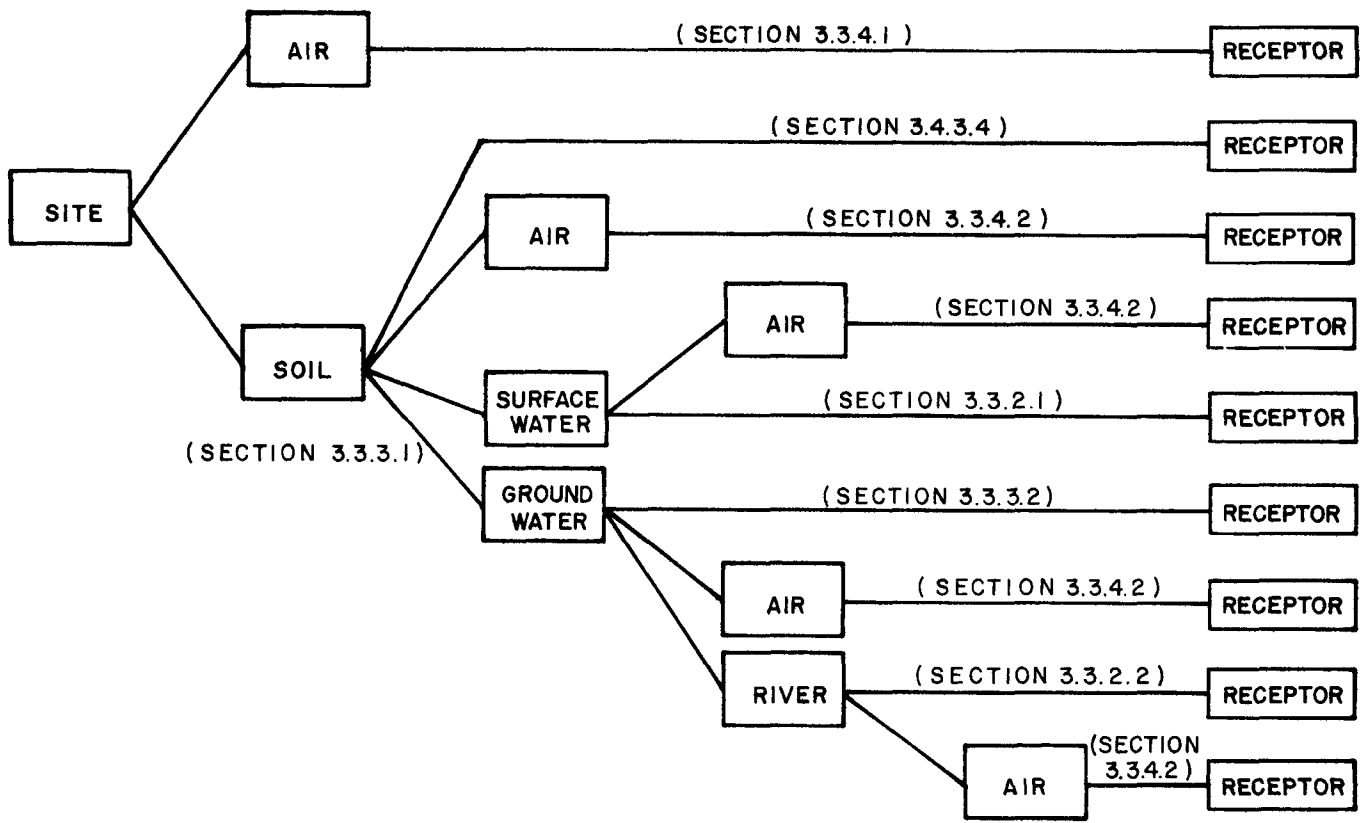 (SECTION 3.3.4.1)
AIR
RECEPTOR
(SECTION 3.4.3.4)
RECEPTOR
SITE
(SECTION 3.3.4.2)
AIR
RECEPTOR
(SECTION 3.3.4.2)
AIR
RECEPTOR
SOIL
SURFACE
WATER
(SECTION 3.3.2.1)
RECEPTOR
(SECTION 3.3.3.1)
GROUND
WATER
(SECTION 3.3.3.2)
RECEPTOR
AIR
(SECTION 3.3.4.2)
RECEPTOR
RIVER
(SECTION 3.3.2.2)
RECEPTOR
AIR
(SECTION
3.3.4.2)
RECEPTOR